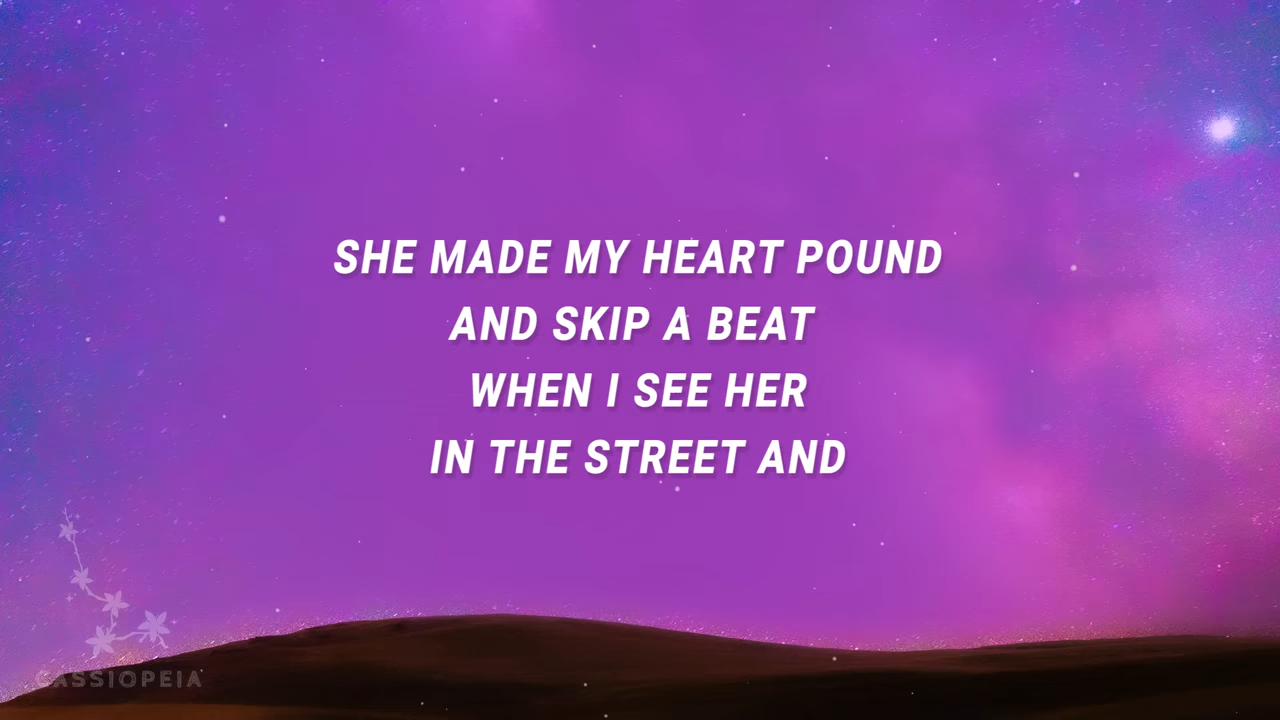 SHE MADE MY HEART POUND
AND SKIP A BEAT
WHEN I SEE HER
IN THE STREET AND
CASSIOPEIA